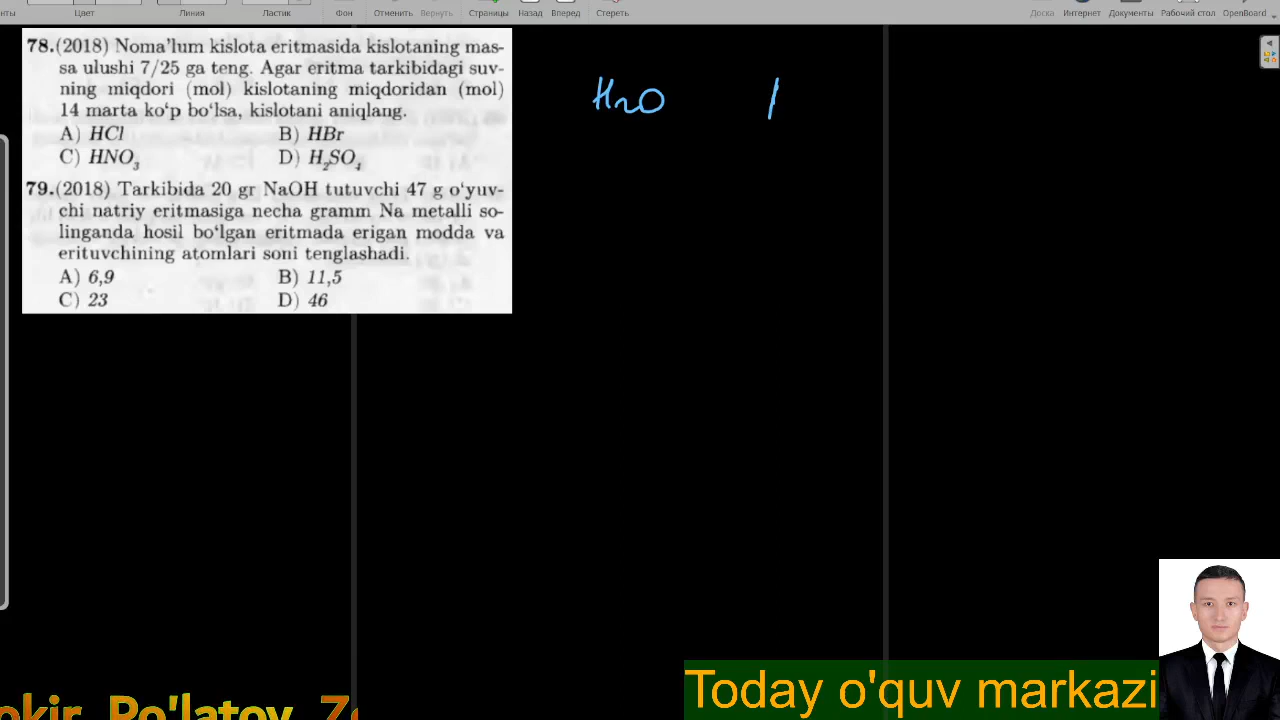 нты Цвет Линия Ластик Фон Отменить Вернуть Страницы Назад Вперед Стереть Доска Интернет Документы Рабочий стол OpenBoard
78.(2018) Noma'lum kislota eritmasida kislotaning mas-
sa ulushi 7/25 ga teng. Agar eritma tarkibidagi suv-
ning miqdori (mol) kislotaning miqdoridan (mol)
14 marta ko'p bo'lsa, kislotani aniqlang.
A) HCl B) HBr
C) HNO₃ D) H₂SO₄
79.(2018) Tarkibida 20 gr NaOH tutuvchi 47 g o'yuv-
chi natriy eritmasiga necha gramm Na metalli so-
linganda hosil bo'lgan eritmada erigan modda va
erituvchining atomlari soni tenglashadi.
A) 6,9 B) 11,5
C) 23 D) 46
H₂O
Today o'quv markazi
okir Po'latov